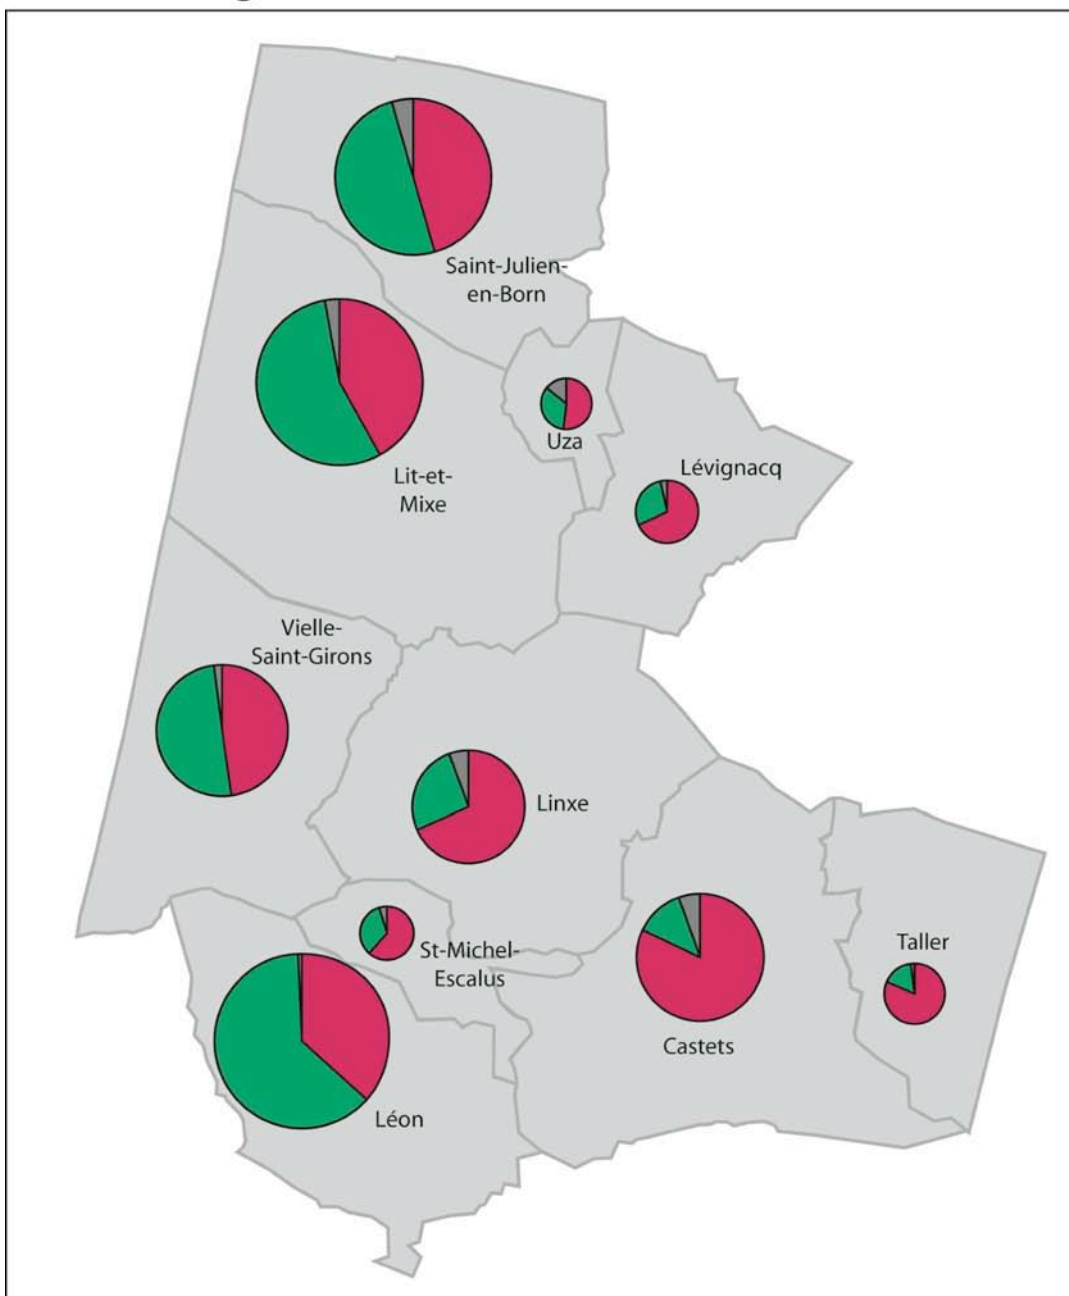 Saint-Julien-
en-Born
Uza
Lévignacq
Lit-et-
Mixe
Vielle-
Saint-Girons
Linxe
St-Michel-
Escalus
Taller
Castets
Léon